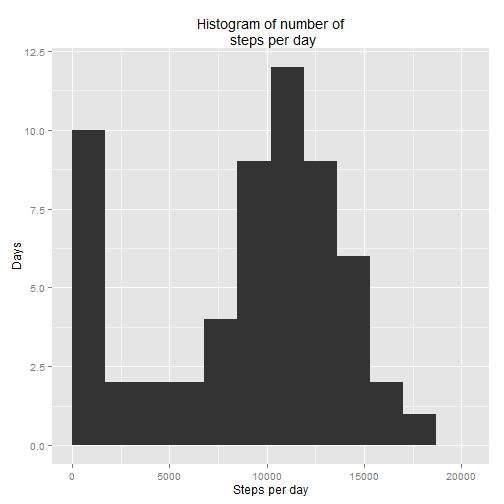 Histogram of number of
steps per day
12.5
10.0
7.5
5.0
2.5
0.0
Days
0 5000 10000 15000 20000
Steps per day